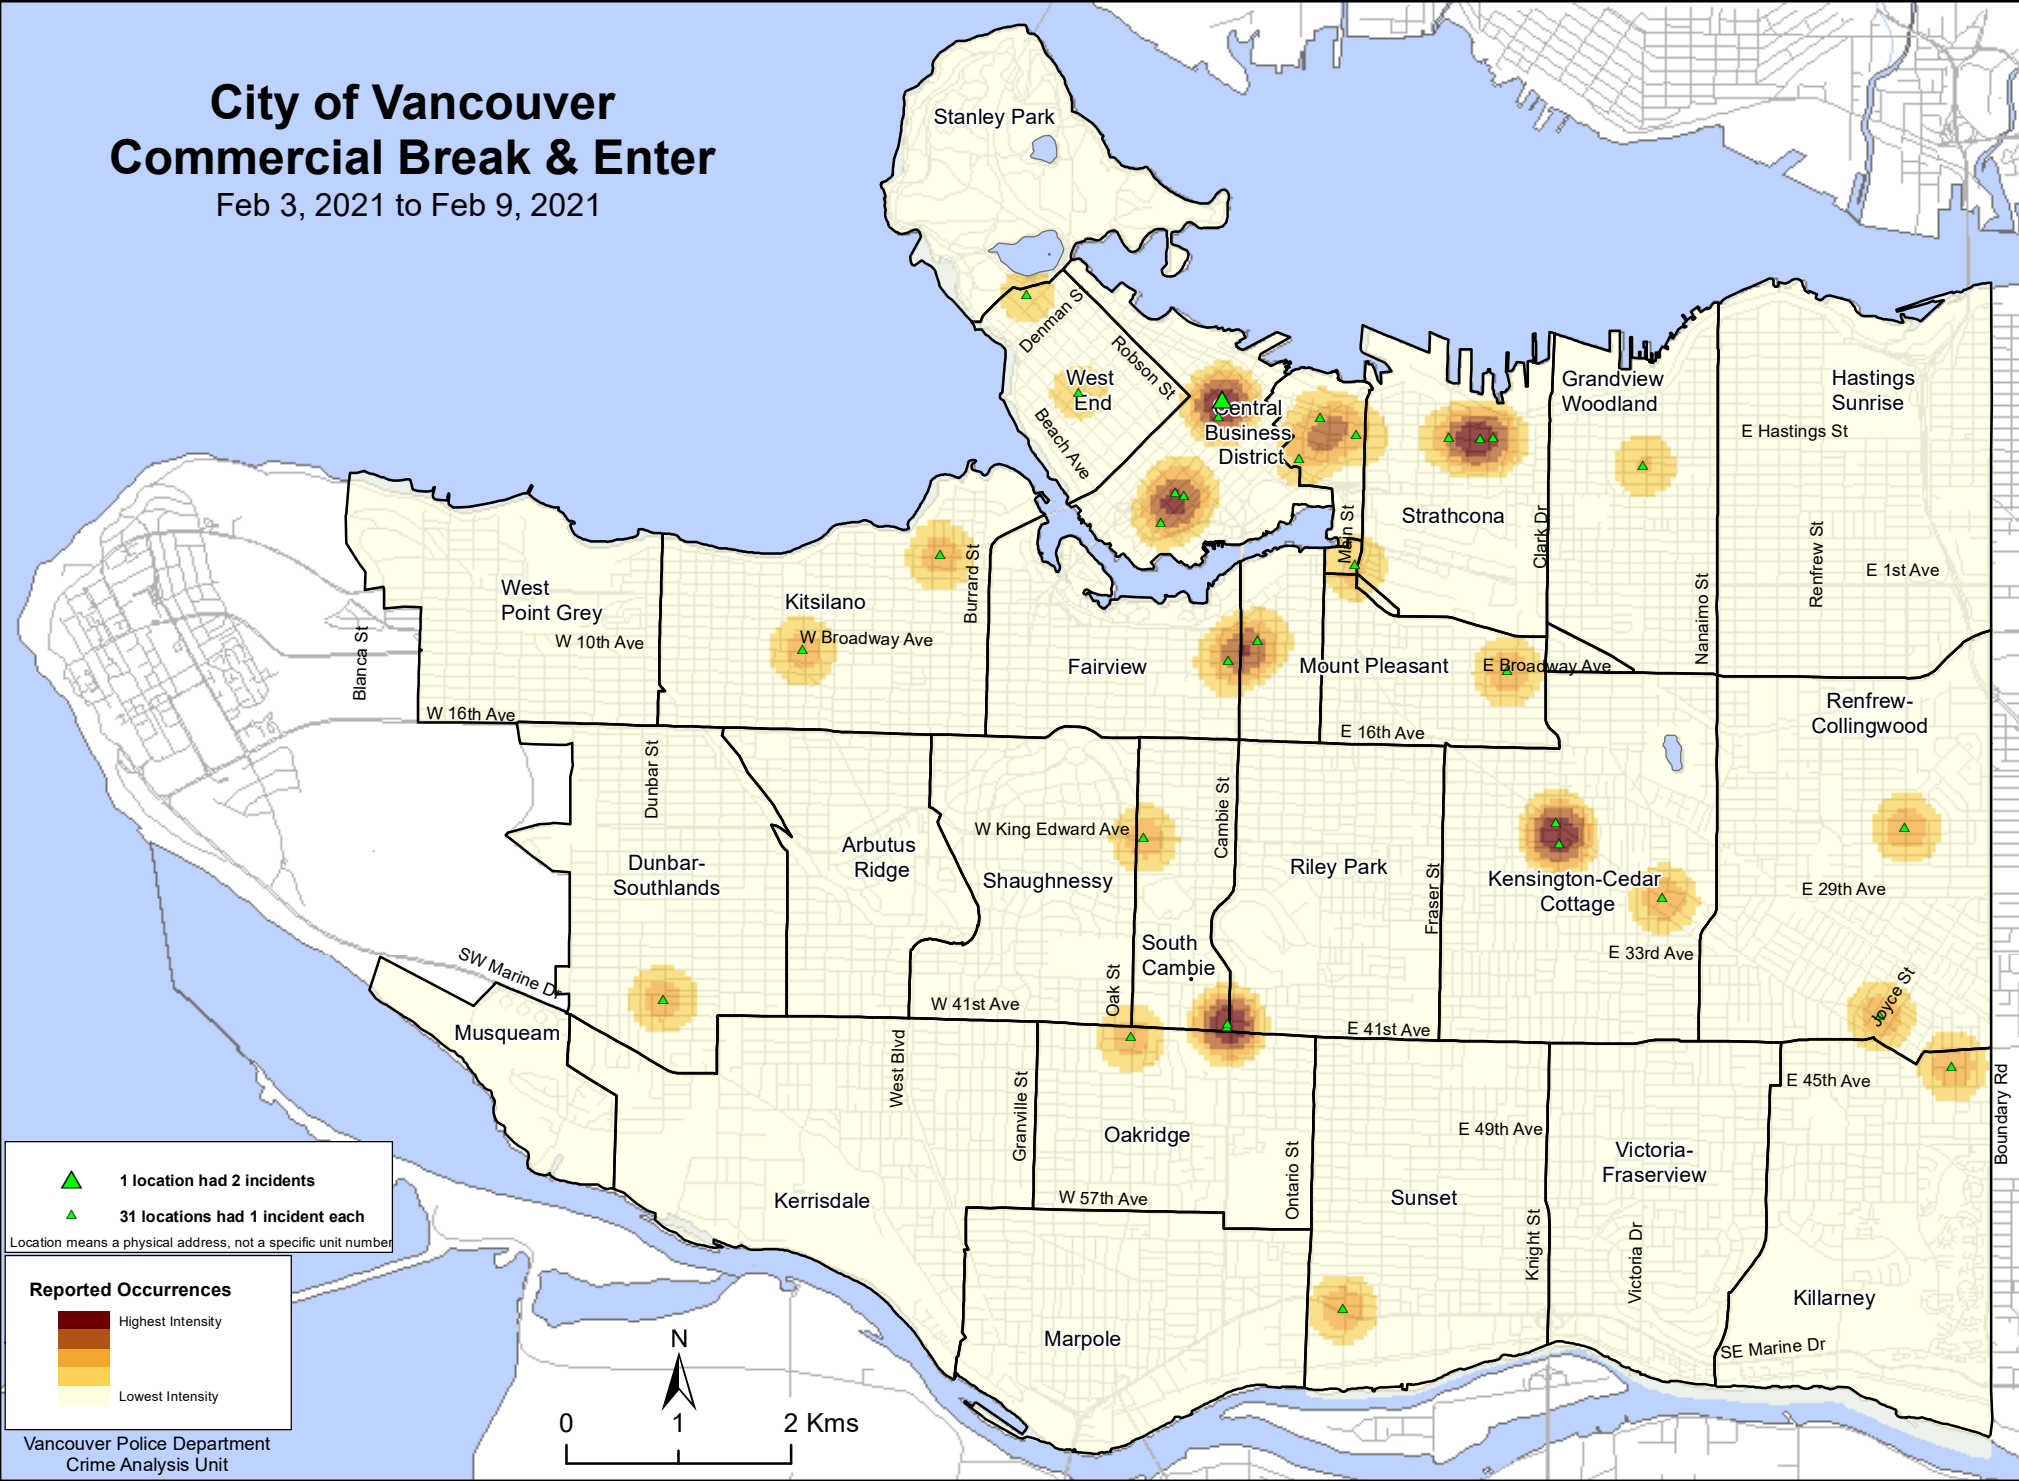 City of Vancouver
Commercial Break & Enter
Feb 3, 2021 to Feb 9, 2021
Stanley Park
Denman St
Robson St
West
End
Beach Ave
Central
Business
District
Grandview
Woodland
Hastings
Sunrise
E Hastings St
Strathcona
Main St
Clark Dr
Renfrew St
E 1st Ave
Nanaimo St
West
Point Grey
W 10th Ave
Blanca St
W 16th Ave
Kitsilano
W Broadway Ave
Burrard St
Fairview
Mount Pleasant
E Broadway Ave
E 16th Ave
Renfrew-
Collingwood
Dunbar St
Dunbar-
Southlands
Arbutus
Ridge
W King Edward Ave
Shaughnessy
Cambie St
Riley Park
Fraser St
Kensington-Cedar
Cottage
E 29th Ave
E 33rd Ave
South
Cambie
Oak St
SW Marine Dr
Musqueam
W 41st Ave
E 41st Ave
Joyce St
West Blvd
Granville St
E 45th Ave
Boundary Rd
Oakridge
E 49th Ave
Ontario St
Victoria-
Fraserview
Kerrisdale
W 57th Ave
Sunset
Knight St
Victoria Dr
Killarney
Marpole
SE Marine Dr
1 location had 2 incidents
31 locations had 1 incident each
Location means a physical address, not a specific unit number
Reported Occurrences
Highest Intensity
Lowest Intensity
N
0 1 2 Kms
Vancouver Police Department
Crime Analysis Unit